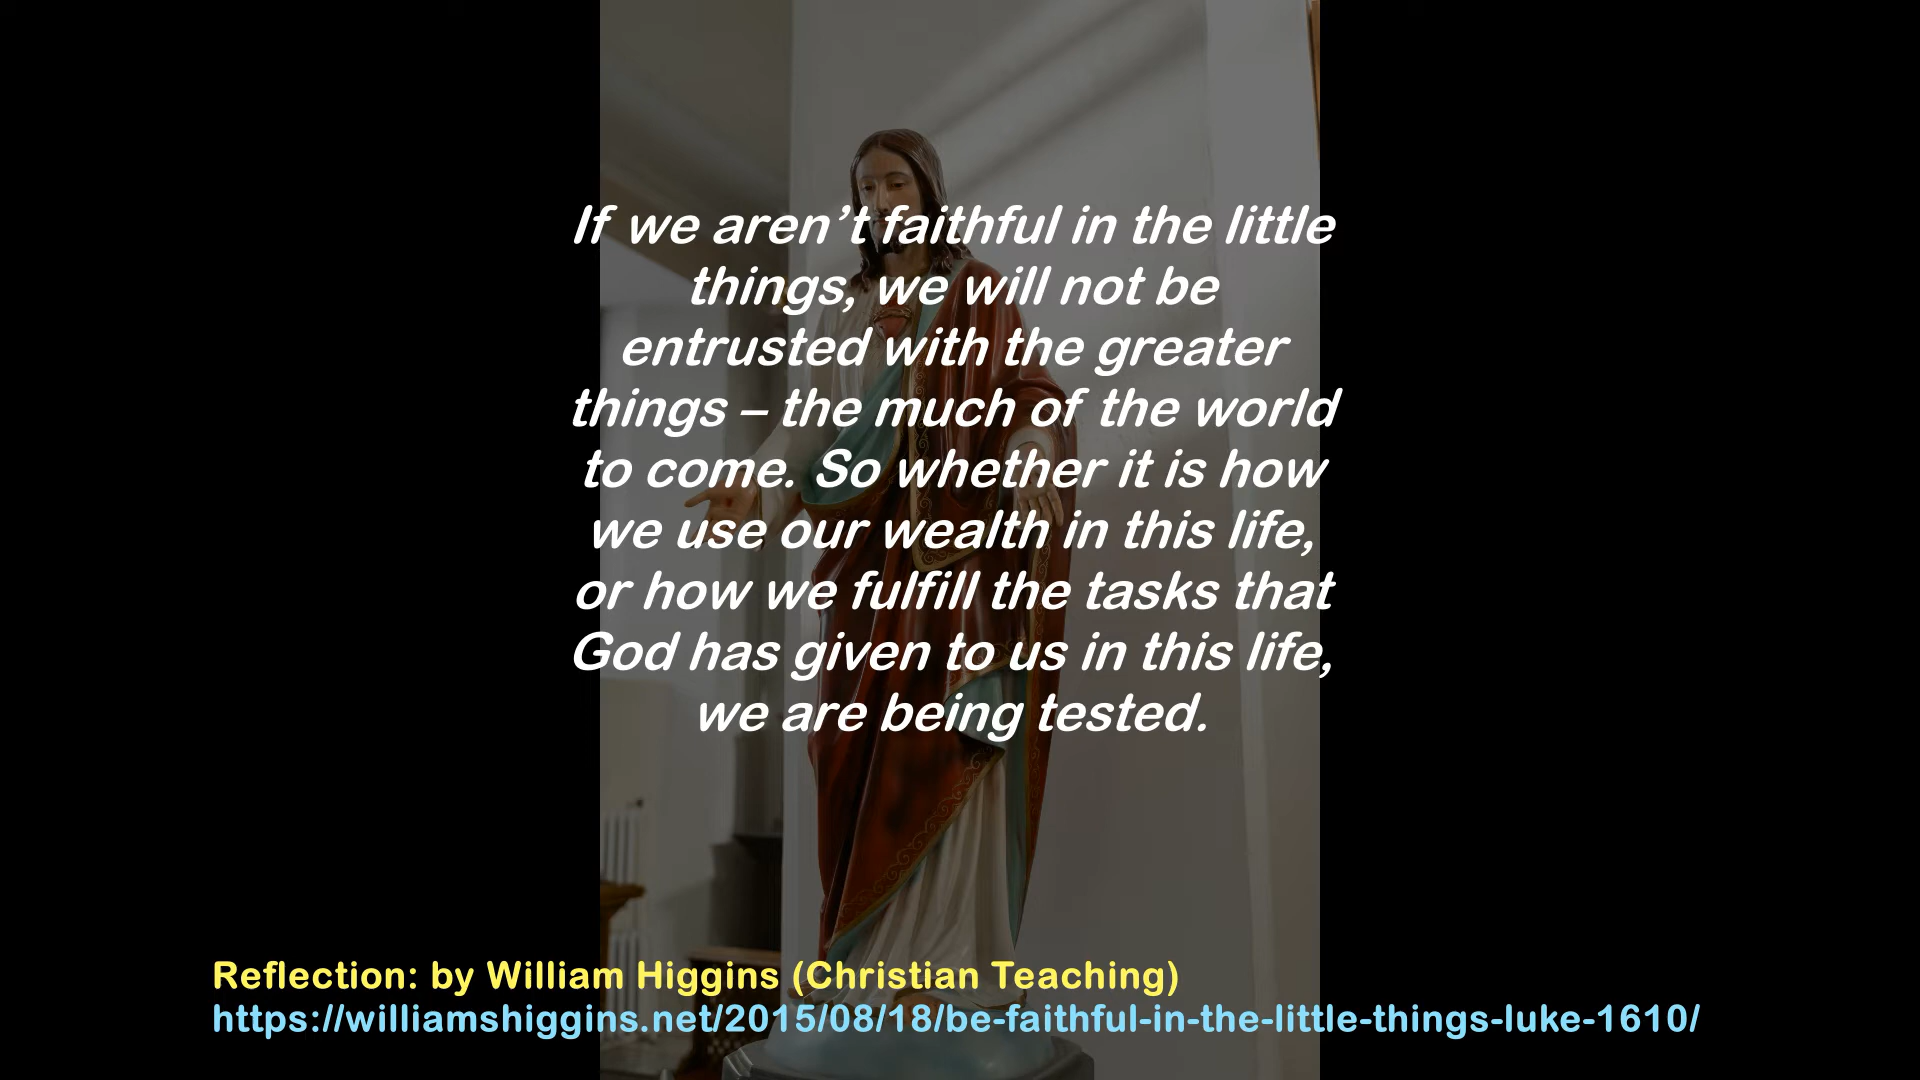 If we aren’t faithful in the little
things, we will not be
entrusted with the greater
things – the much of the world
to come. So whether it is how
we use our wealth in this life,
or how we fulfill the tasks that
God has given to us in this life,
we are being tested.
Reflection: by William Higgins (Christian Teaching)
https://williamshiggins.net/2015/08/18/be-faithful-in-the-little-things-luke-1610/